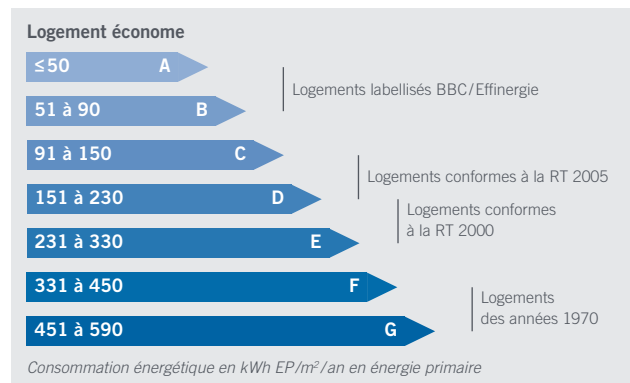 Logement économe
≤50 A
Logements labellisés BBC/Effinergie
51 à 90 B
91 à 150 C
Logements conformes à la RT 2005
151 à 230 D
Logements conformes
à la RT 2000
231 à 330 E
331 à 450 F
Logements
des années 1970
451 à 590 G
Consommation énergétique en kWh EP/m²/an en énergie primaire